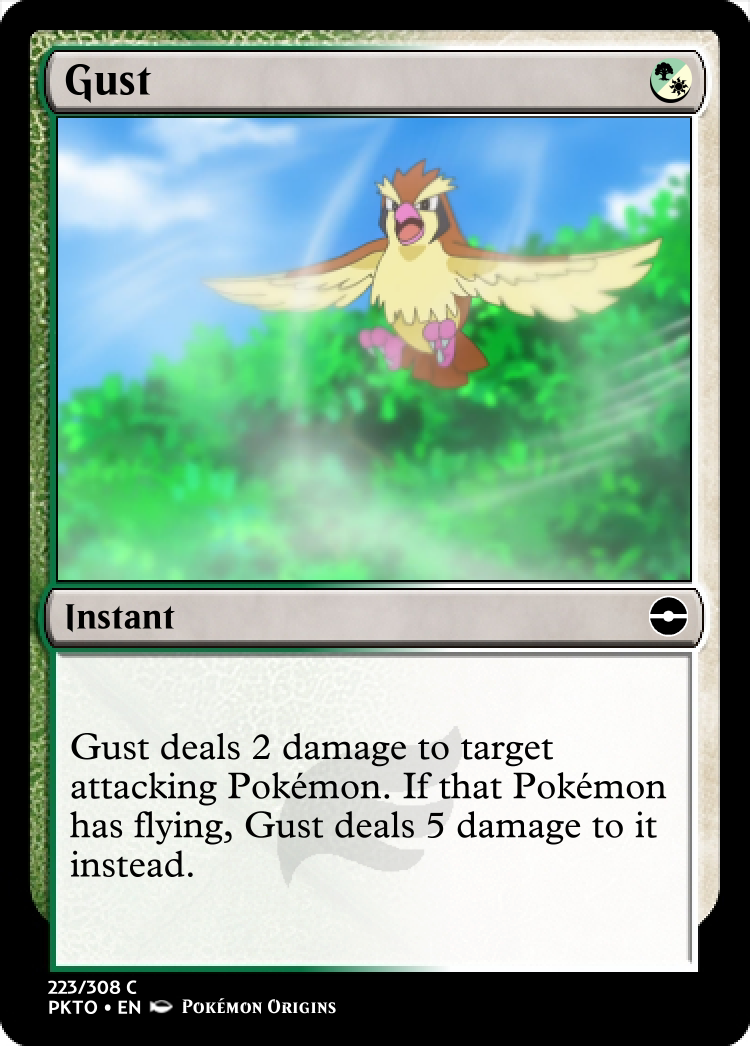 Gust
Instant
Gust deals 2 damage to target
attacking Pokémon. If that Pokémon
has flying, Gust deals 5 damage to it
instead.
223/308 C
PKTO • EN Pokémon Origins